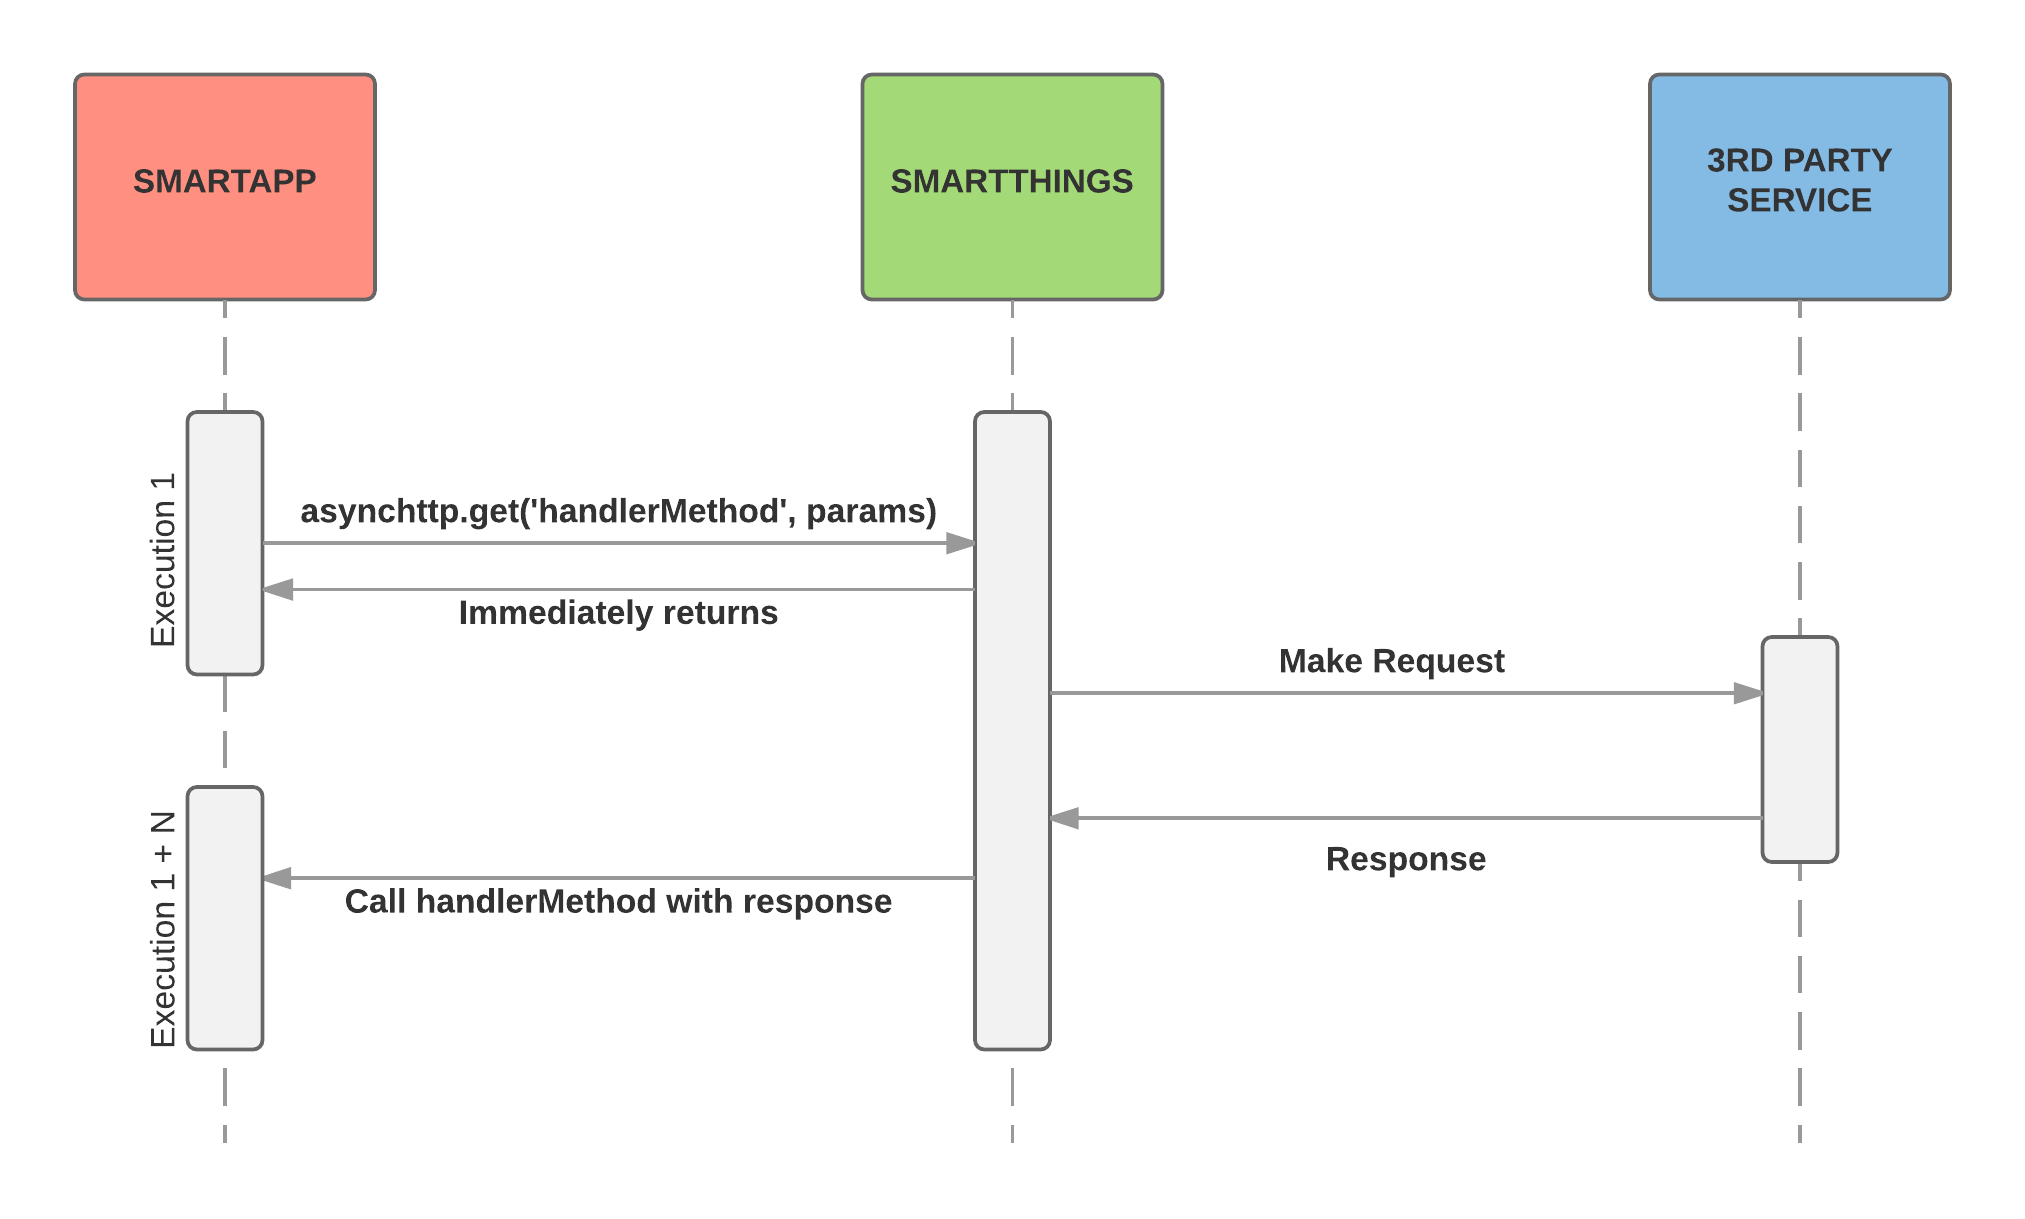 SMARTAPP
SMARTTHINGS
3RD PARTY
SERVICE
Execution 1
asynchttp.get('handlerMethod', params)
Immediately returns
Make Request
Response
Execution 1 + N
Call handlerMethod with response